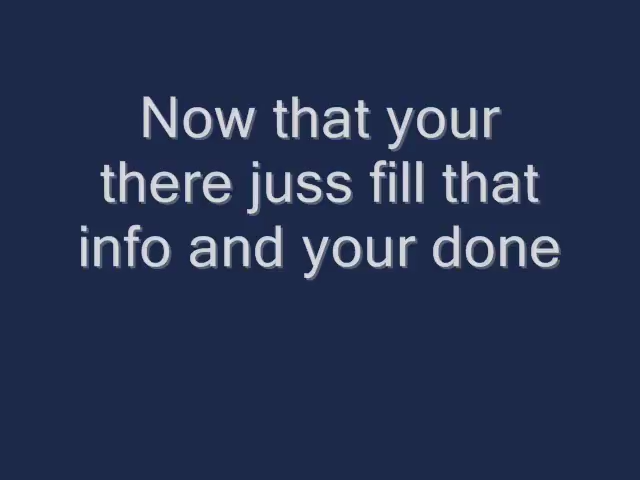 Now that your
there juss fill that
info and your done